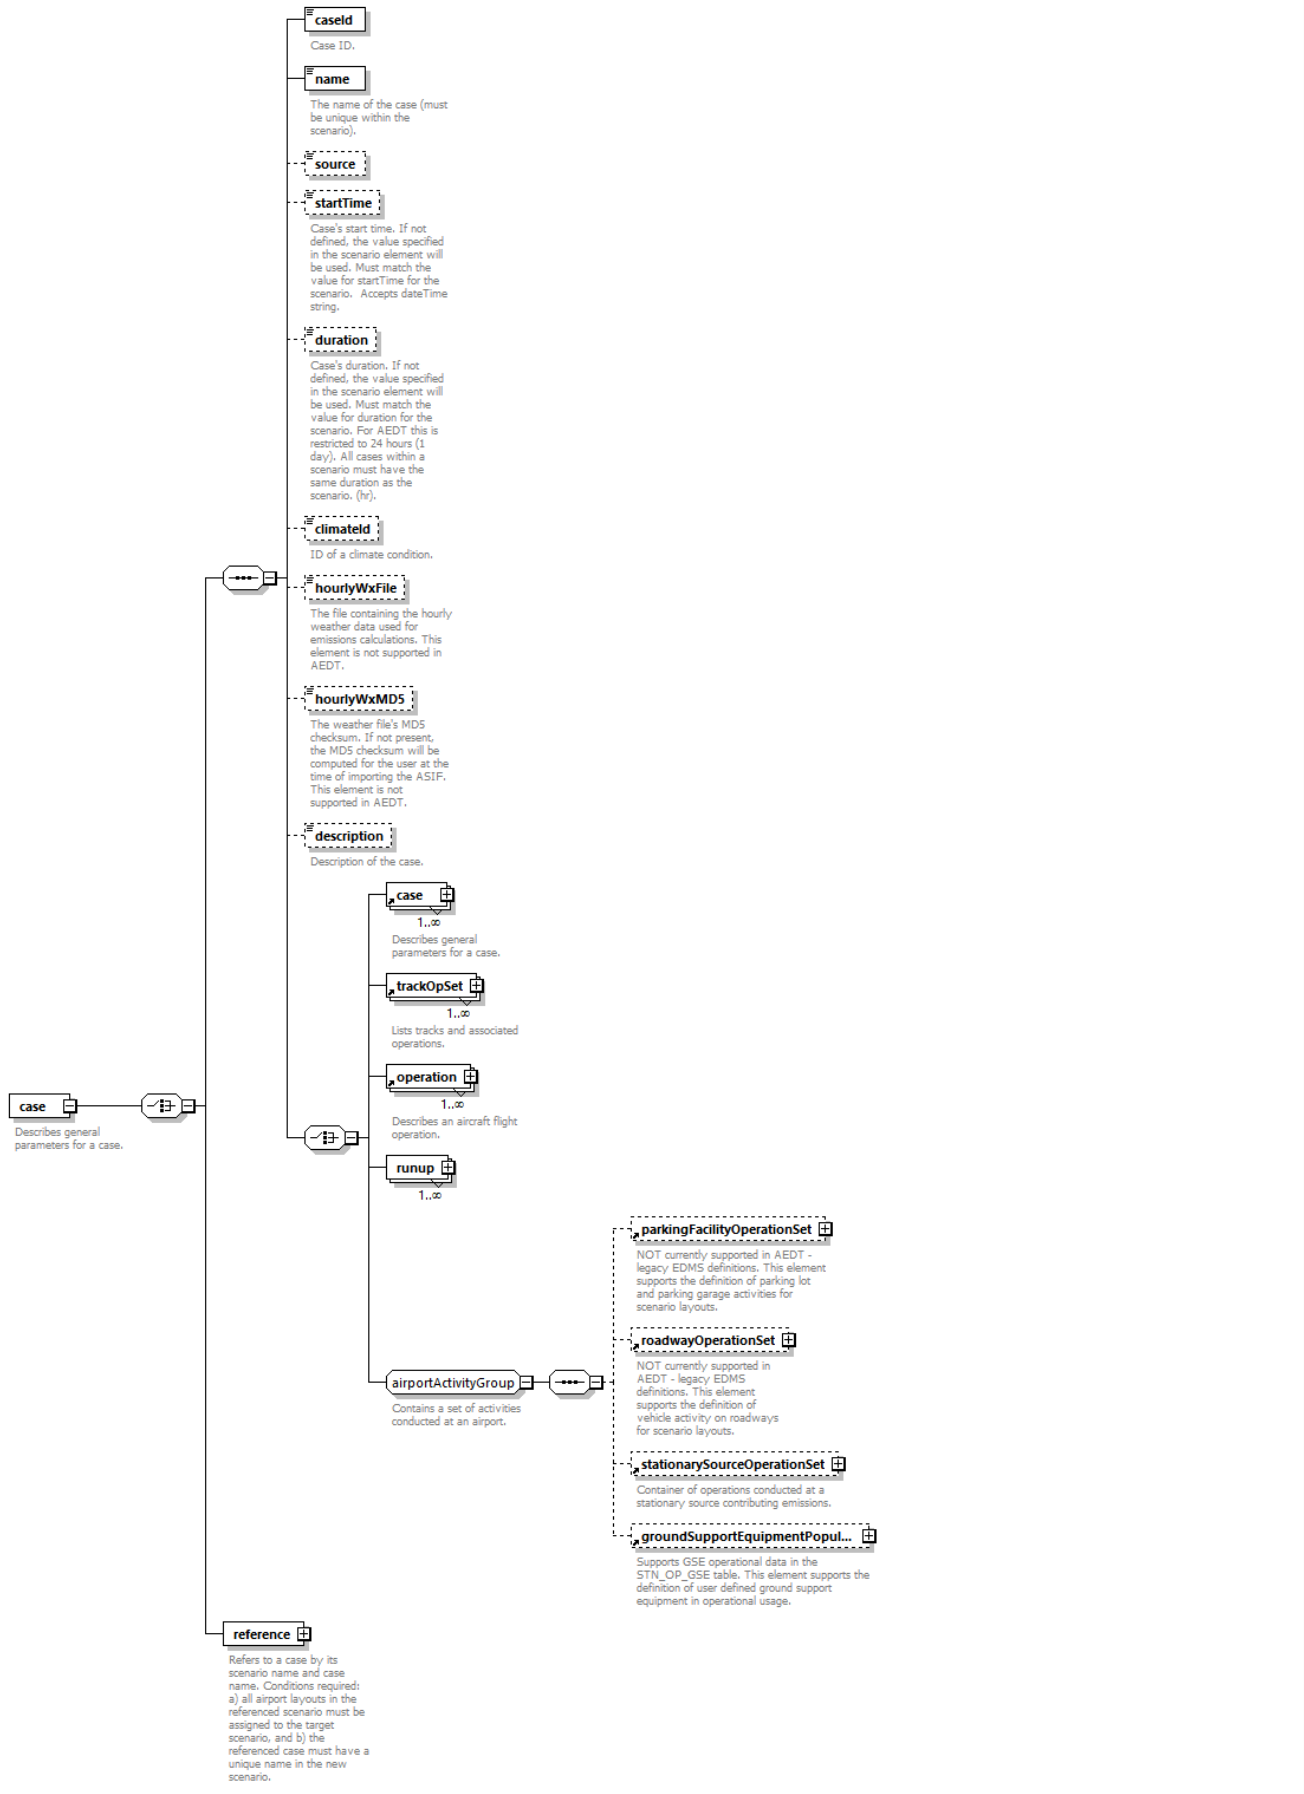 caseId
Case ID.
name
The name of the case (must
be unique within the
scenario).
source
startTime
Case's start time. If not
defined, the value specified
in the scenario element will
be used. Must match the
value for startTime for the
scenario.  Accepts dateTime
string.
duration
Case's duration. If not
defined, the value specified
in the scenario element will
be used. Must match the
value for duration for the
scenario. For AEDT this is
restricted to 24 hours (1
day). All cases within a
scenario must have the
same duration as the
scenario. (hr).
climateId
ID of a climate condition.
hourlyWxFile
The file containing the hourly
weather data used for
emissions calculations. This
element is not supported in
AEDT.
hourlyWxMD5
The weather file's MD5
checksum. If not present,
the MD5 checksum will be
computed for the user at the
time of importing the ASIF.
This element is not
supported in AEDT.
description
Description of the case.
case
1..∞
Describes general
parameters for a case.
trackOpSet
1..∞
Lists tracks and associated
operations.
operation
1..∞
Describes an aircraft flight
operation.
runup
1..∞
case
Describes general
parameters for a case.
airportActivityGroup
Contains a set of activities
conducted at an airport.
parkingFacilityOperationSet
NOT currently supported in AEDT -
legacy EDMS definitions. This element
supports the definition of parking lot
and parking garage activities for
scenario layouts.
roadwayOperationSet
NOT currently supported in
AEDT - legacy EDMS
definitions. This element
supports the definition of
vehicle activity on roadways
for scenario layouts.
stationarySourceOperationSet
Container of operations conducted at a
stationary source contributing emissions.
groundSupportEquipmentPopul...
Supports GSE operational data in the
STN_OP_GSE table. This element supports the
definition of user defined ground support
equipment in operational usage.
reference
Refers to a case by its
scenario name and case
name. Conditions required:
a) all airport layouts in the
referenced scenario must be
assigned to the target
scenario, and b) the
referenced case must have a
unique name in the new
scenario.